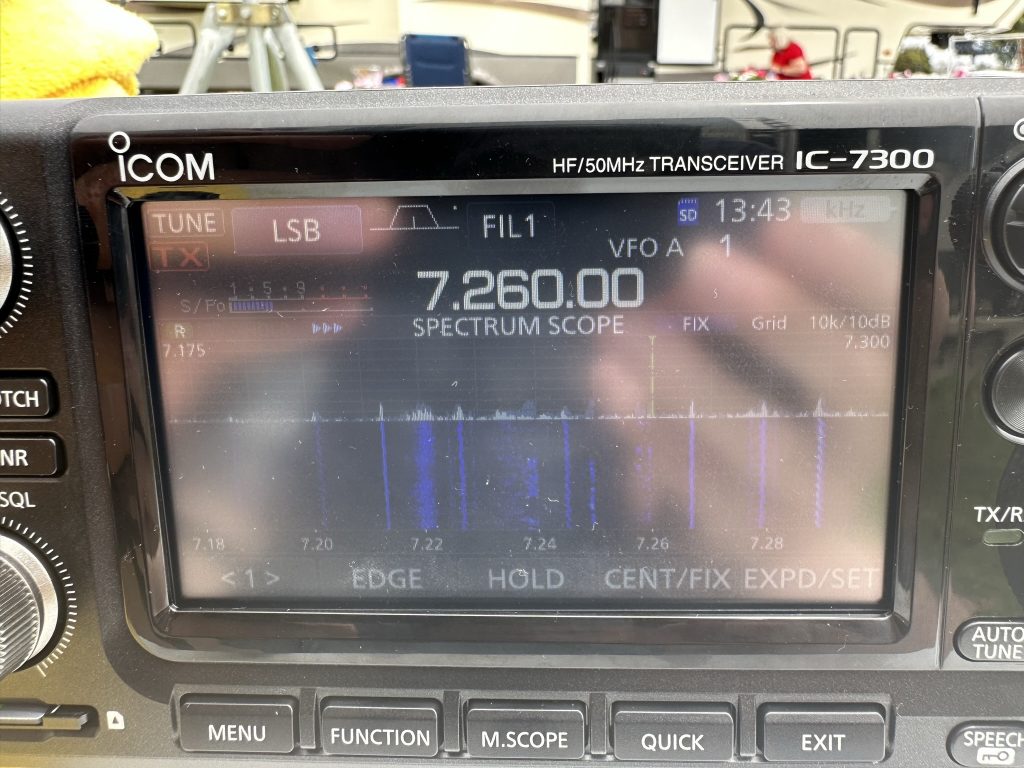 ICOM
HF/50MHz TRANSCEIVER IC-7300
TUNE LSB FIL1 SD 13:43 kHz
TX VFO A 1
1 5 9
S/Po
7.260.00
SPECTRUM SCOPE FIX Grid 10k/10dB
7.175 7.300
7.18 7.20 7.22 7.24 7.26 7.28
< 1 > EDGE HOLD CENT/FIX EXPD/SET
OTCH
NR
SQL
TX/R
AUTO
TUNE
MENU FUNCTION M.SCOPE QUICK EXIT
SPEECH